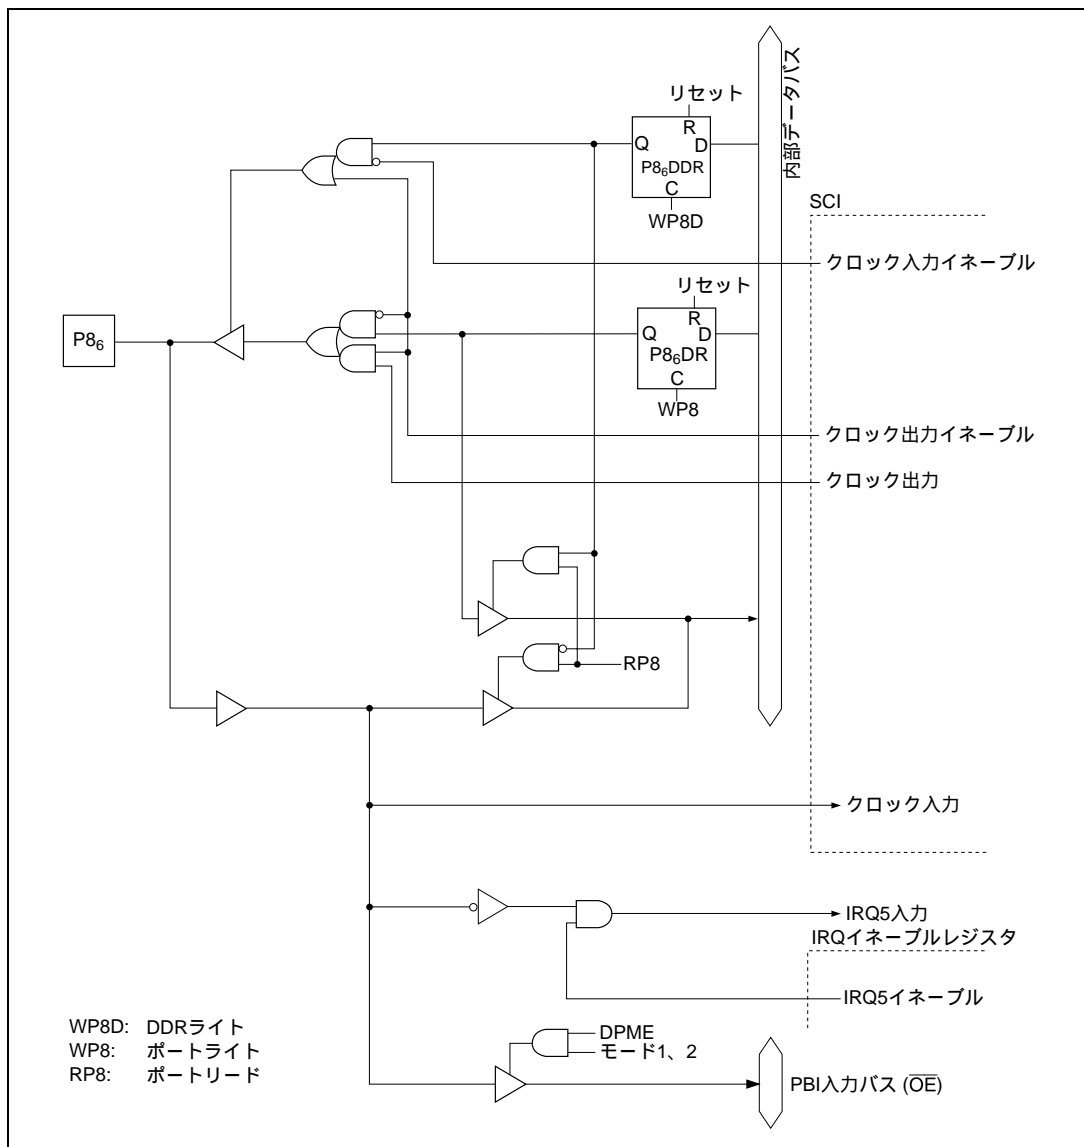 リセット
R
Q
D
P8₆DDR
C
WP8D
内部データバス
SCI
クロック入力イネーブル
リセット
R
Q
D
P8₆DR
C
WP8
P8₆
クロック出力イネーブル
クロック出力
RP8
クロック入力
IRQ5入力
IRQイネーブルレジスタ
IRQ5イネーブル
WP8D: DDRライト
WP8: ポートライト
RP8: ポートリード
DPME
モード1、2
PBI入力バス (O̅E̅)